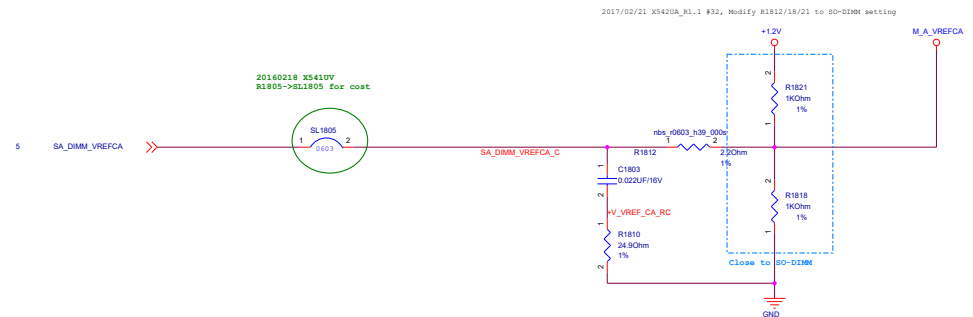 2017/02/21 X542UA_R1.1 #32, Modify R1812/18/21 to SO-DIMM setting
+1.2V
M_A_VREFCA
20160218 X541UV
R1805->SL1805 for cost
2
R1821
1KOhm
1%
1
SL1805
nbs_r0603_h39_000s
5
SA_DIMM_VREFCA
1
0603
2
1
2
SA_DIMM_VREFCA_C
R1812
2.2Ohm
1%
1
C1803
0.022UF/16V
2
2
R1818
1KOhm
1%
1
+V_VREF_CA_RC
1
R1810
24.9Ohm
1%
2
Close to SO-DIMM
GND